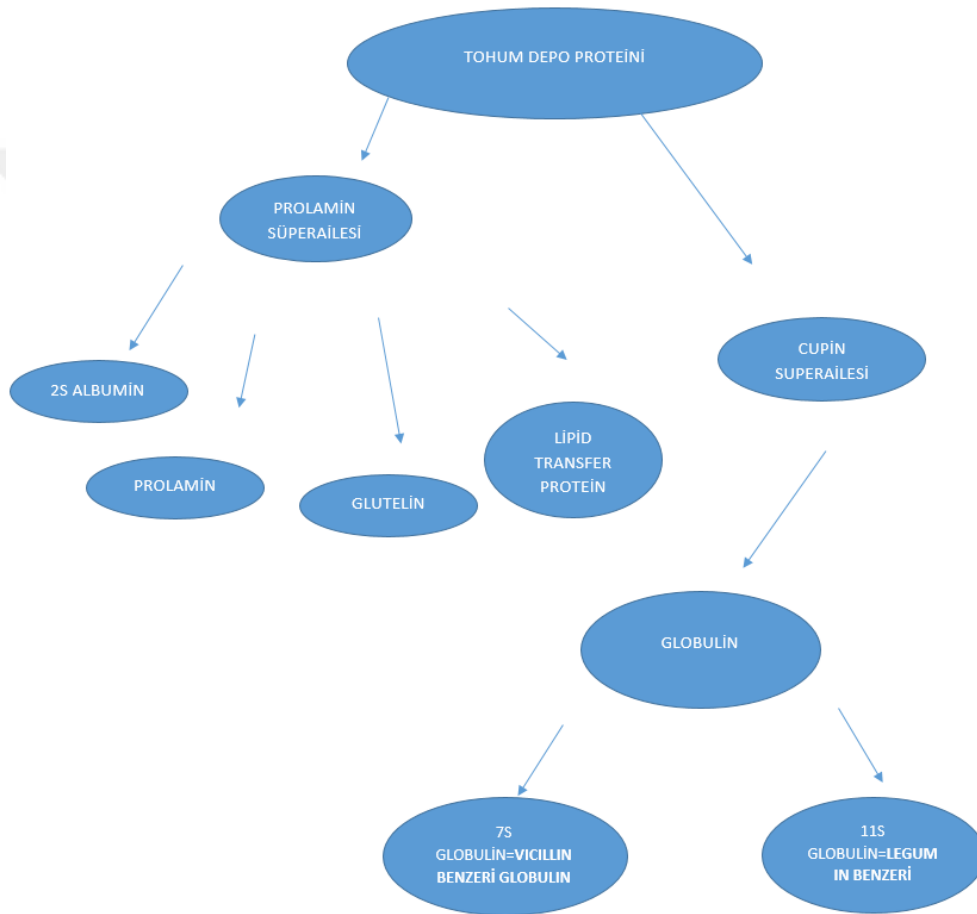 TOHUM DEPO PROTEİNİ
PROLAMİN
SÜPERAİLESİ
CUPİN
SUPERAİLESİ
2S ALBUMİN
PROLAMİN
GLUTELİN
LİPİD
TRANSFER
PROTEİN
GLOBULİN
7S
GLOBULİN=VICILLIN
BENZERİ GLOBULIN
11S
GLOBULİN=LEGUM
IN BENZERİ